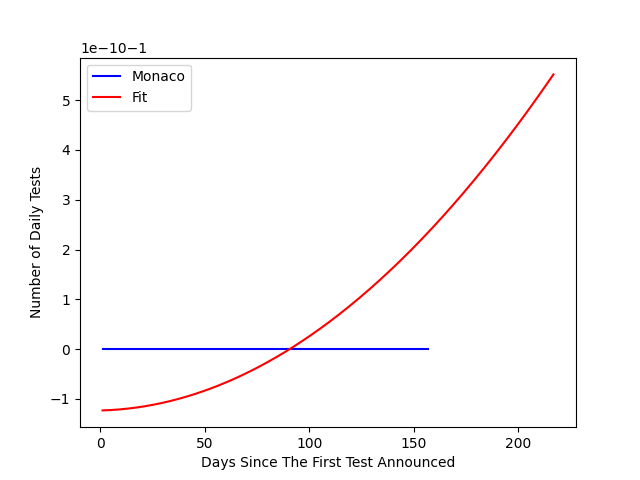 1e−10−1
Monaco
Fit
5
4
3
2
1
0
−1
Number of Daily Tests
0 50 100 150 200
Days Since The First Test Announced